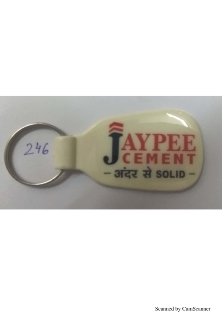 246
JAYPEE
CEMENT
- अंदर से SOLID -
Scanned by CamScanner